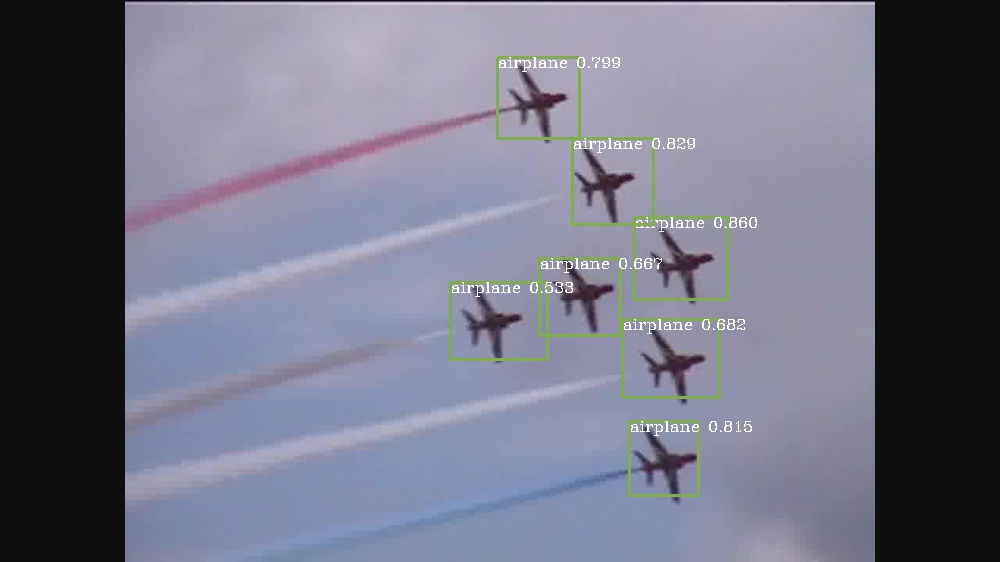 airplane 0.799
airplane 0.829
airplane 0.860
airplane 0.667
airplane 0.533
airplane 0.682
airplane 0.815